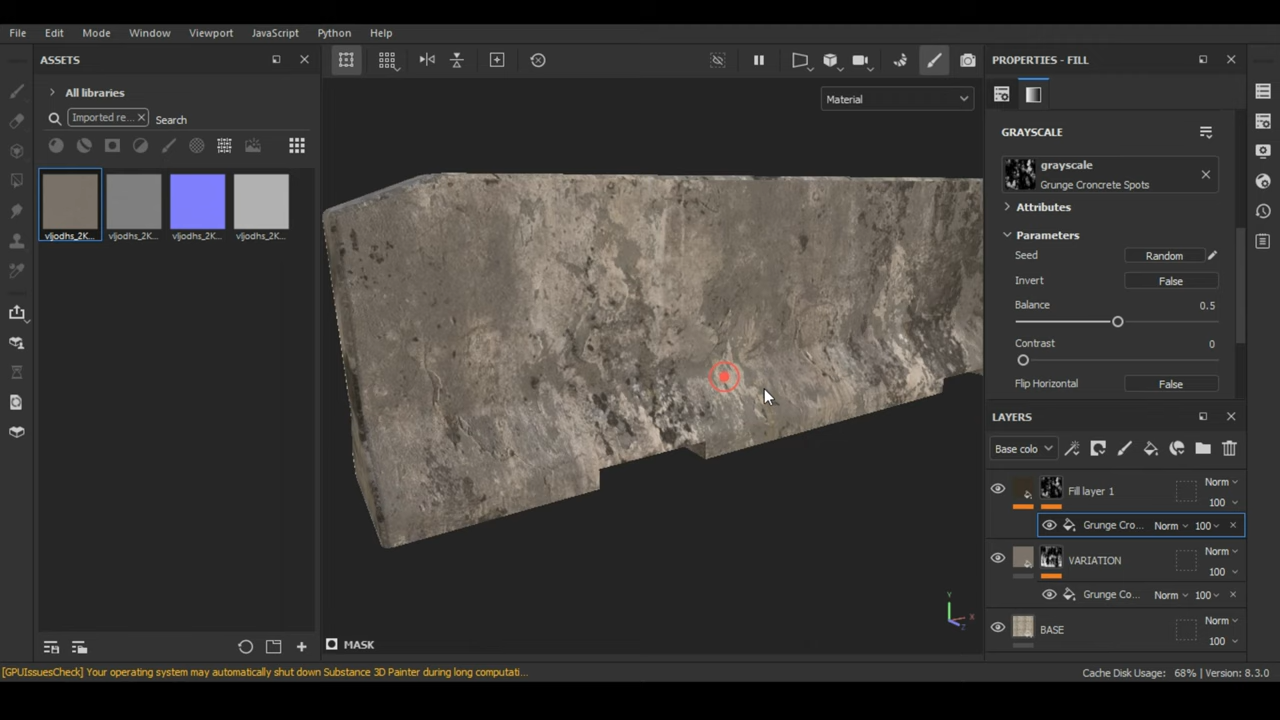 File Edit Mode Window Viewport JavaScript Python Help
ASSETS
All libraries
Imported re... Search
vljodhs_2K... vljodhs_2K... vljodhs_2K... vljodhs_2K...
Material
MASK
PROPERTIES - FILL
GRAYSCALE
grayscale
Grunge Croncrete Spots
Attributes
Parameters
Seed Random
Invert False
Balance 0.5
Contrast 0
Flip Horizontal False
LAYERS
Base colo
Fill layer 1 Norm
100
Grunge Cro... Norm 100
VARIATION Norm
100
Grunge Co... Norm 100
BASE Norm
100
Y
X
Z
[GPUIssuesCheck] Your operating system may automatically shut down Substance 3D Painter during long computati...
Cache Disk Usage: 68% | Version: 8.3.0